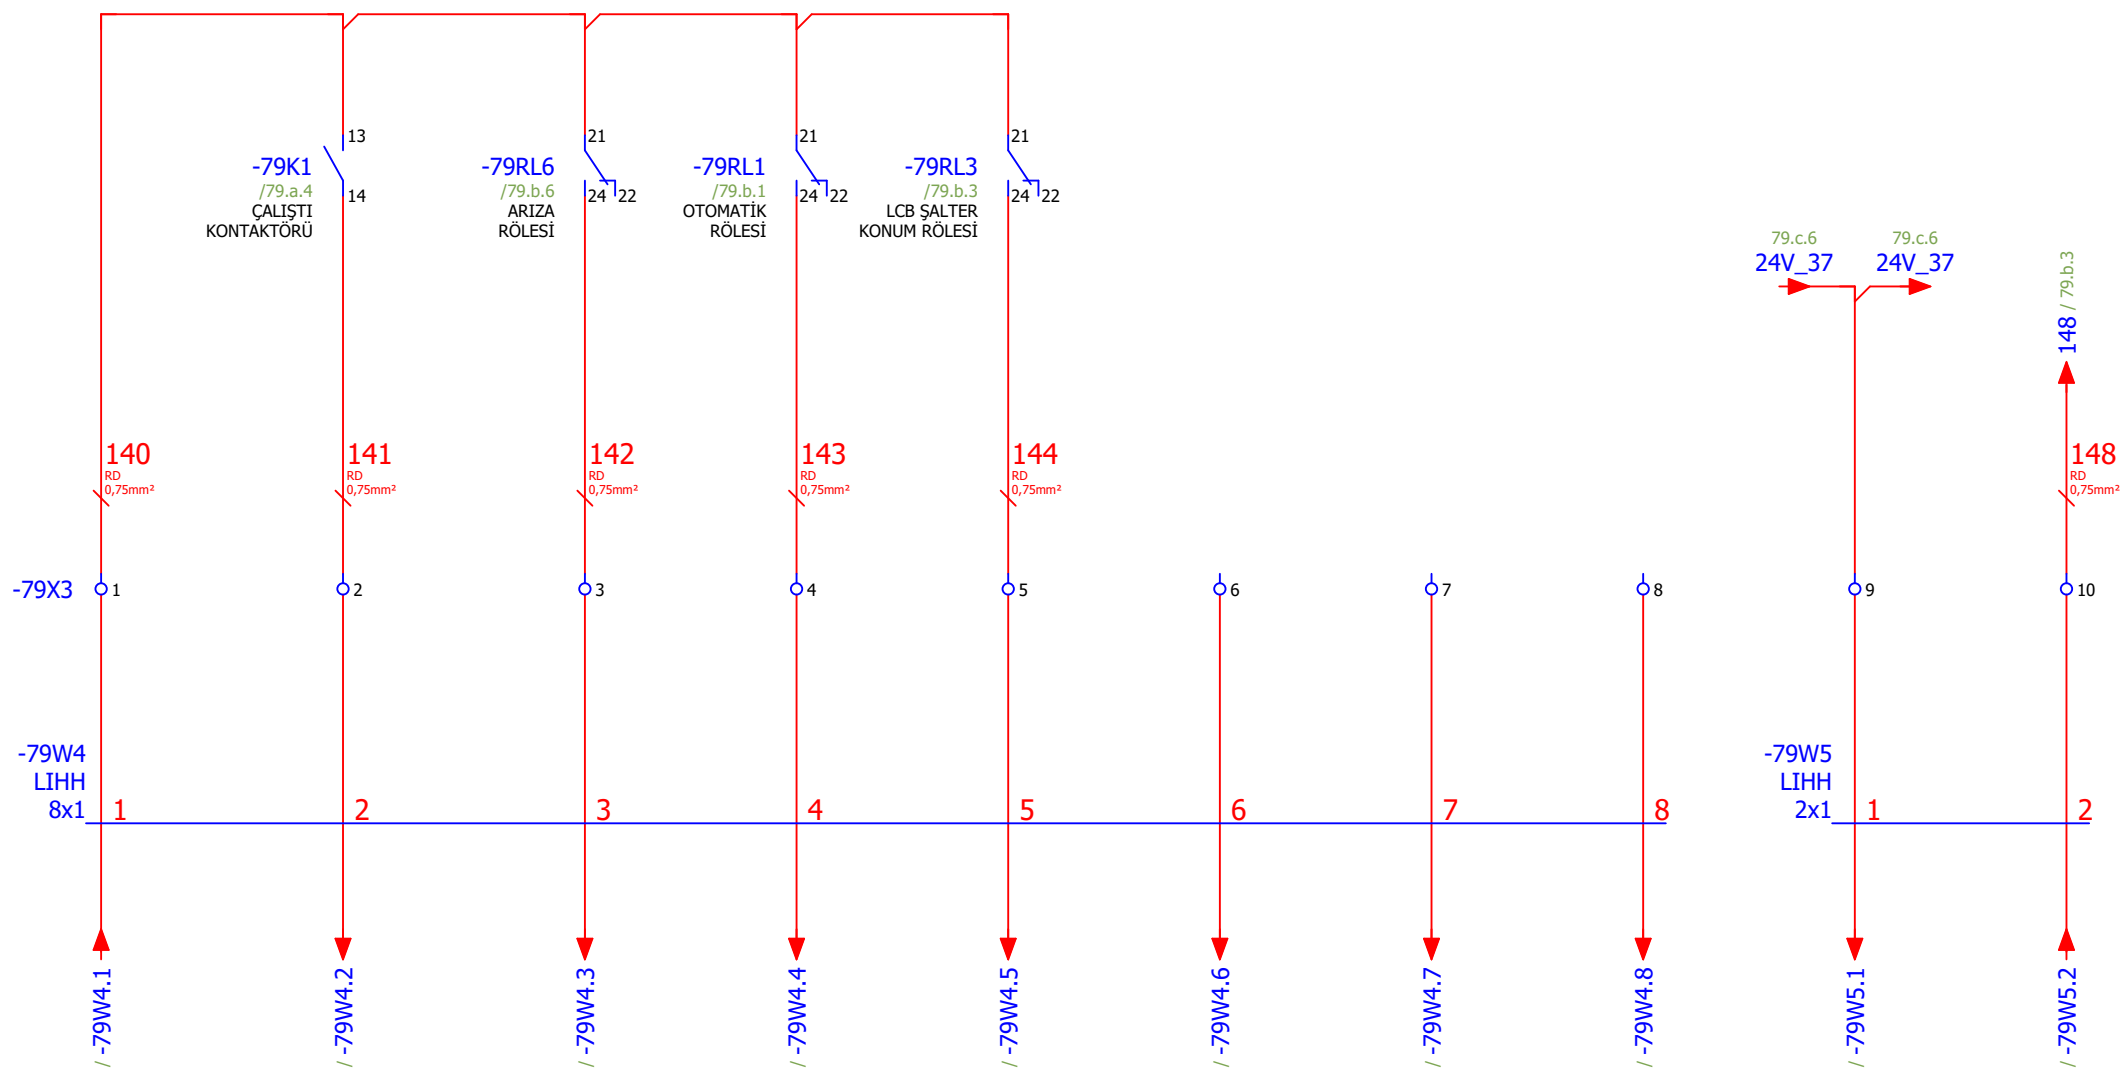 13
-79K1
/79.a.4
14
ÇALIŞTI
KONTAKTÖRÜ
21
-79RL6
/79.b.6
24 22
ARIZA
RÖLESİ
21
-79RL1
/79.b.1
24 22
OTOMATİK
RÖLESİ
21
-79RL3
/79.b.3
24 22
LCB ŞALTER
KONUM RÖLESİ
79.c.6
24V_37
79.c.6
24V_37
148 / 79.b.3
140
RD
0,75mm²
141
RD
0,75mm²
142
RD
0,75mm²
143
RD
0,75mm²
144
RD
0,75mm²
148
RD
0,75mm²
-79X3 1 2 3 4 5 6 7 8 9 10
-79W4
LIHH
8x1 1 2 3 4 5 6 7 8
-79W5
LIHH
2x1 1 2
/ -79W4.1
/ -79W4.2
/ -79W4.3
/ -79W4.4
/ -79W4.5
/ -79W4.6
/ -79W4.7
/ -79W4.8
/ -79W5.1
/ -79W5.2